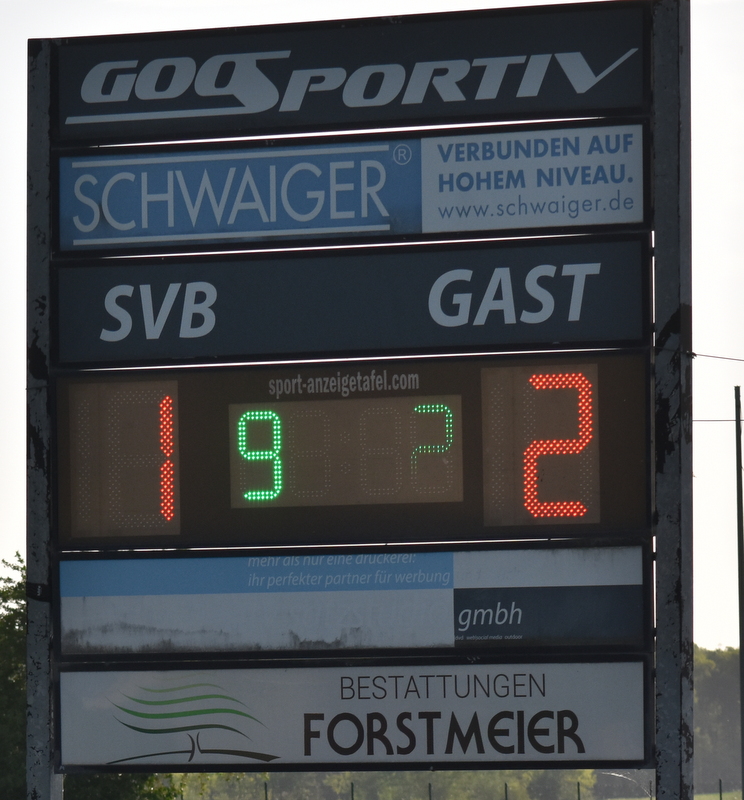 GOOSPORTIV
SCHWAIGER®
VERBUNDEN AUF
HOHEM NIVEAU.
www.schwaiger.de
SVB GAST
sport-anzeigetafel.com
1 9 2 2
mehr als nur eine druckerei:
ihr perfekter partner für werbung
gmbh
BESTATTUNGEN
FORSTMEIER